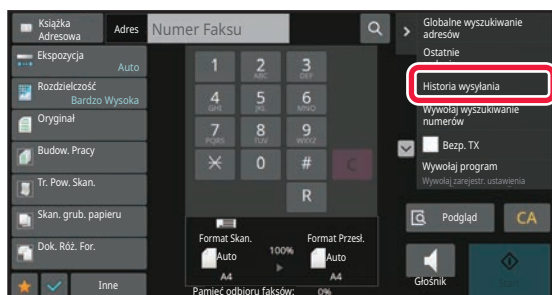 Książka
Adresowa
Adres
Numer Faksu
Ekspozycja
Auto
Rozdzielczość
Bardzo Wysoka
Oryginał
Budow. Pracy
Tr. Pow. Skan.
Skan. grub. papieru
Dok. Róż. For.
Inne
1
2 ABC
3 DEF
4 GHI
5 JKL
6 MNO
7 PQRS
8 TUV
9 WXYZ
0
#
C
R
Format Skan.
Auto
A4
100%
Format Przesł.
Auto
A4
Pamięć odbioru faksów: 0%
Globalne wyszukiwanie
adresów
Ostatnie
Historia wysyłania
Wywołaj wyszukiwanie
numerów
Bezp. TX
Wywołaj program
Wywołaj zarejestr. ustawienia
Podgląd
CA
Głośnik
Start